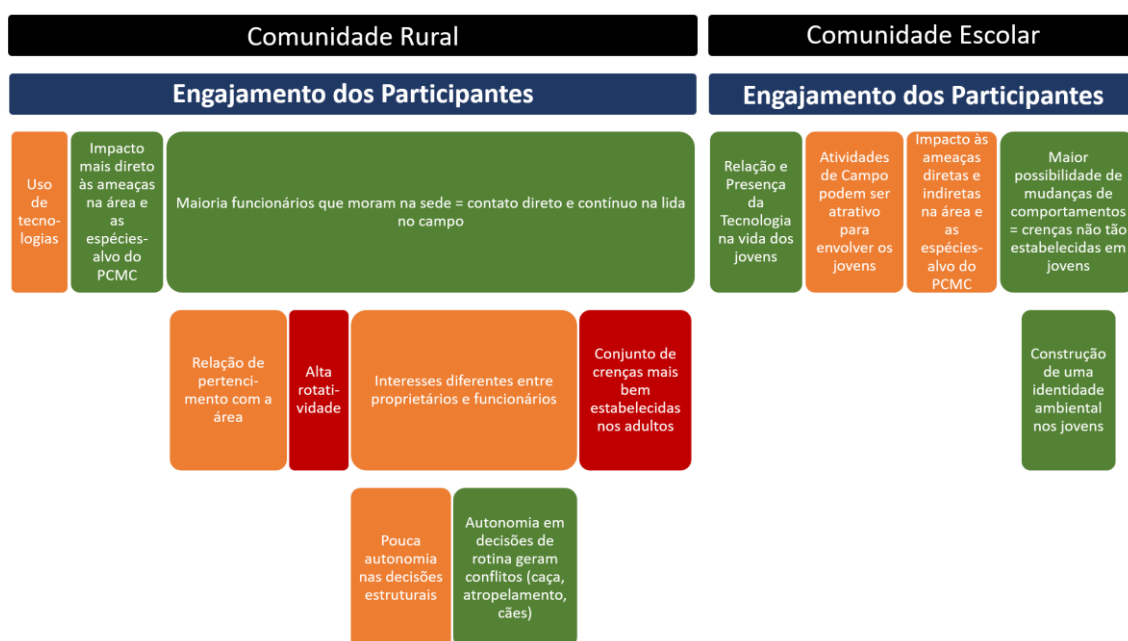 Comunidade Rural
Engajamento dos Participantes
Uso
de
tecno-
logias
Impacto
mais direto
às ameaças
na área e
as
espécies-
alvo do
PCMC
Maioria funcionários que moram na sede = contato direto e contínuo na lida
no campo
Relação de
pertenci-
mento com a
área
Alta
rotati-
vidade
Interesses diferentes entre
proprietários e funcionários
Conjunto de
crenças mais
bem
estabelecidas
nos adultos
Pouca
autonomia
nas decisões
estruturais
Autonomia em
decisões de
rotina geram
conflitos (caça,
atropelamento,
cães)
Comunidade Escolar
Engajamento dos Participantes
Relação e
Presença
da
Tecnologia
na vida dos
jovens
Atividades
de Campo
podem ser
atrativo
para
envolver os
jovens
Impacto às
ameaças
diretas e
indiretas
na área e
as
espécies-
alvo do
PCMC
Maior
possibilidade de
mudanças de
comportamentos
= crenças não tão
estabelecidas em
jovens
Construção
de uma
identidade
ambiental
nos jovens